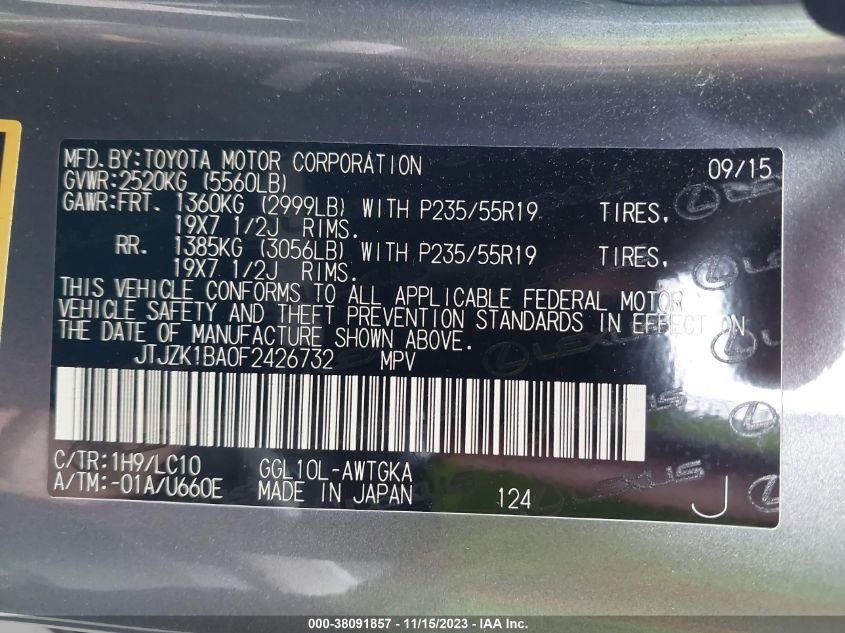 MFD.BY:TOYOTA MOTOR CORPORATION 09/15
GVWR:2520KG (5560LB)
GAWR:FRT. 1360KG (2999LB) WITH P235/55R19 TIRES,
19X7 1/2J RIMS.
RR. 1385KG (3056LB) WITH P235/55R19 TIRES,
19X7 1/2J RIMS.
THIS VEHICLE CONFORMS TO ALL APPLICABLE FEDERAL MOTOR
VEHICLE SAFETY AND THEFT PREVENTION STANDARDS IN EFFECT ON
THE DATE OF MANUFACTURE SHOWN ABOVE.
JTJZK1BA0F2426732 MPV
C/TR:1H9/LC10 GGL10L-AWTGKA
A/TM:-01A/U660E MADE IN JAPAN 124 J
LEXUS
LEXUS
LEXUS
000-38091857 - 11/15/2023 - IAA Inc.